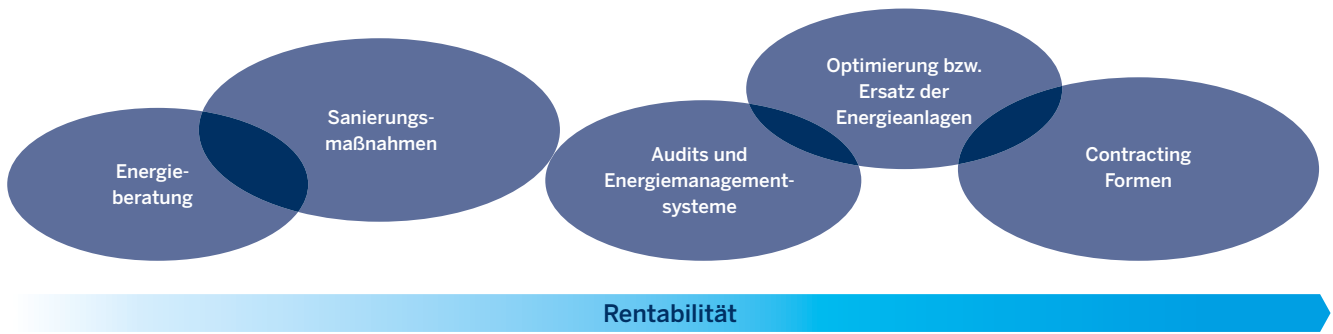 Energie-
beratung
Sanierungs-
maßnahmen
Audits und
Energiemanagement-
systeme
Optimierung bzw.
Ersatz der
Energieanlagen
Contracting
Formen
Rentabilität